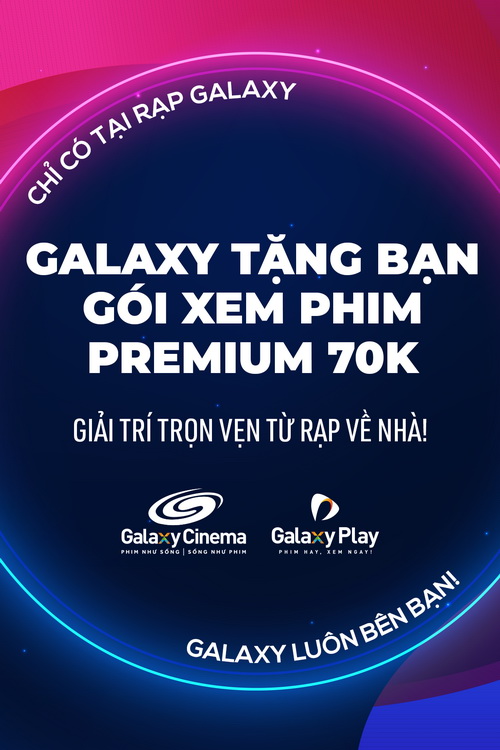 CHỈ CÓ TẠI RẠP GALAXY
GALAXY TẶNG BẠN
GÓI XEM PHIM
PREMIUM 70K
GIẢI TRÍ TRỌN VẸN TỪ RẠP VỀ NHÀ!
Galaxy Cinema
PHIM NHƯ SỐNG | SỐNG NHƯ PHIM
Galaxy Play
PHIM HAY, XEM NGAY!
GALAXY LUÔN BÊN BẠN!